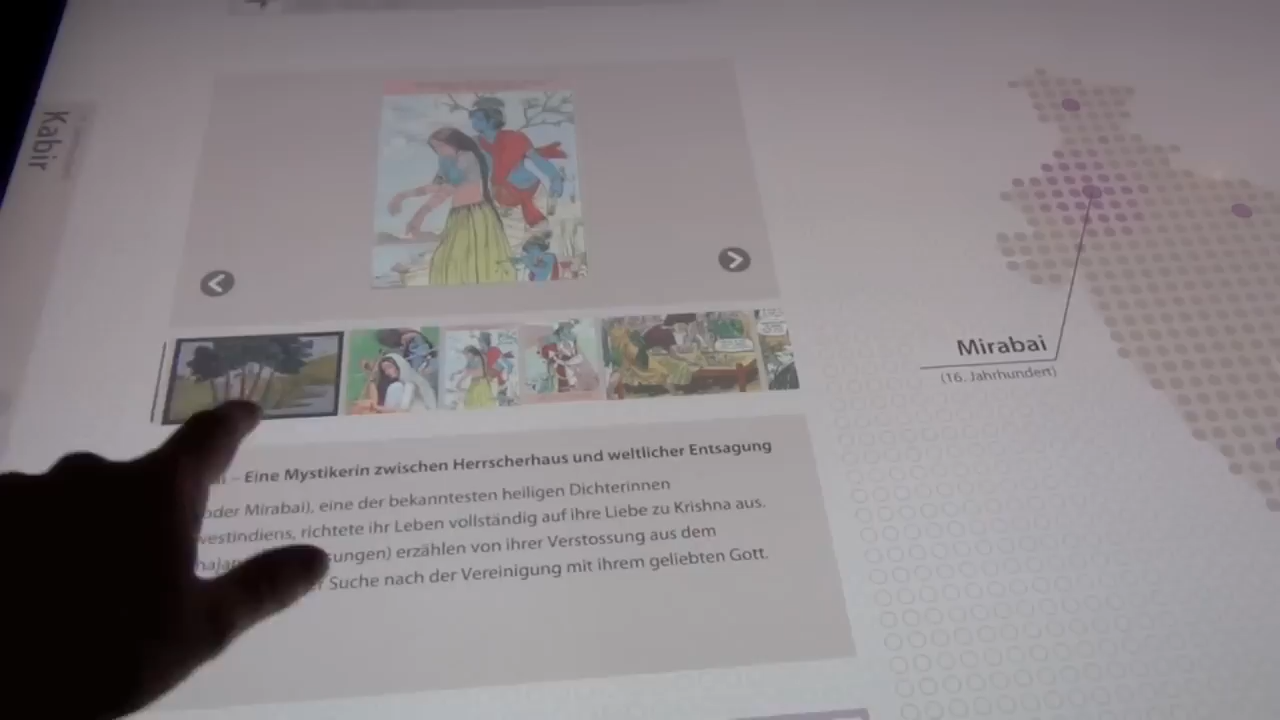 Kabir
Mirabai
(16. Jahrhundert)
– Eine Mystikerin zwischen Herrscherhaus und weltlicher Entsagung
oder Mirabai), eine der bekanntesten heiligen Dichterinnen
westindiens, richtete ihr Leben vollständig auf ihre Liebe zu Krishna aus.
erzählen von ihrer Verstossung aus dem
Suche nach der Vereinigung mit ihrem geliebten Gott.